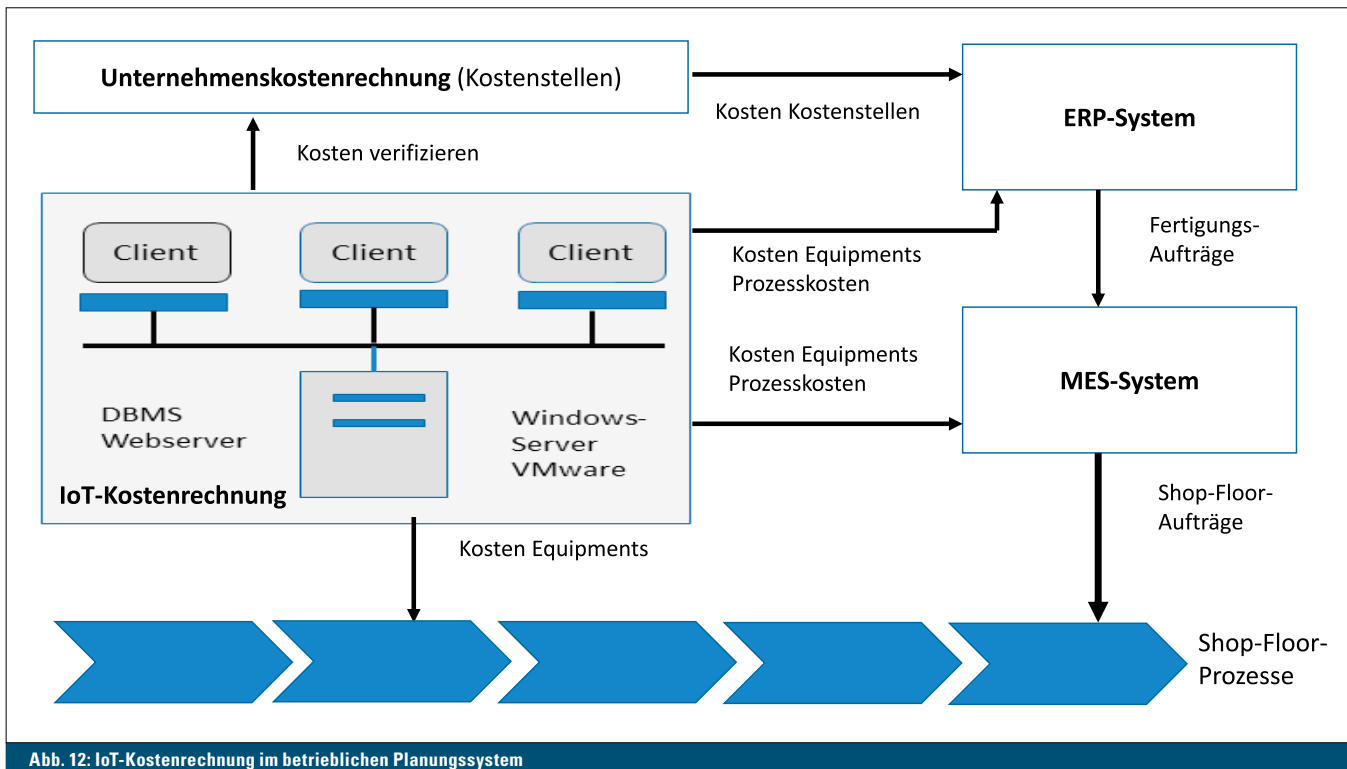 Unternehmenskostenrechnung (Kostenstellen)
Kosten Kostenstellen
ERP-System
Kosten verifizieren
Client
Client
Client
Kosten Equipments
Prozesskosten
Fertigungs-
Aufträge
Kosten Equipments
Prozesskosten
MES-System
DBMS
Webserver
Windows-
Server
VMware
IoT-Kostenrechnung
Shop-Floor-
Aufträge
Kosten Equipments
Shop-Floor-
Prozesse
Abb. 12: IoT-Kostenrechnung im betrieblichen Planungssystem